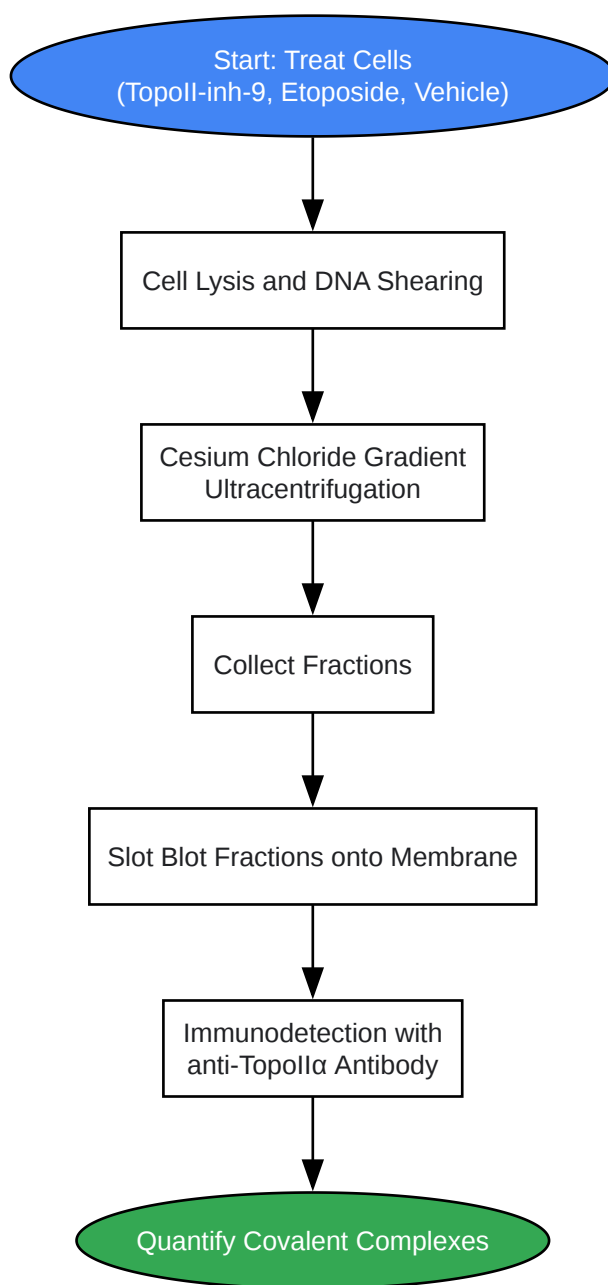 Start: Treat Cells
(TopoII-inh-9, Etoposide, Vehicle)
Cell Lysis and DNA Shearing
Cesium Chloride Gradient
Ultracentrifugation
Collect Fractions
Slot Blot Fractions onto Membrane
Immunodetection with
anti-TopoIIα Antibody
Quantify Covalent Complexes